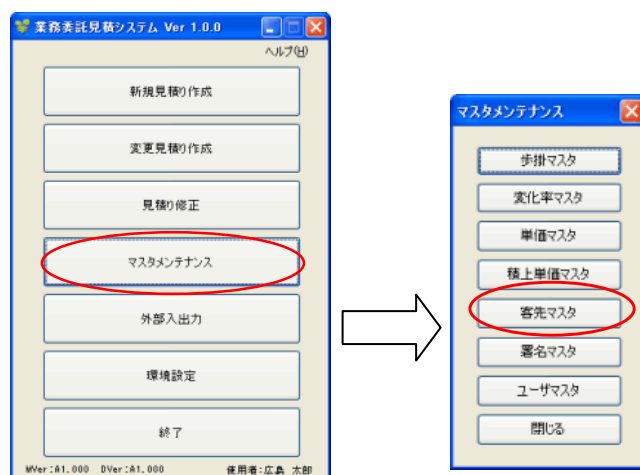 業務委託見積システム Ver 1.0.0
ヘルプ(H)
新規見積り作成
変更見積り作成
見積り修正
マスタメンテナンス
外部入出力
環境設定
終了
MVer:A1.000 DVer:A1.000 使用者:広島 太郎
マスタメンテナンス
歩掛マスタ
変化率マスタ
単価マスタ
積上単価マスタ
客先マスタ
署名マスタ
ユーザマスタ
閉じる